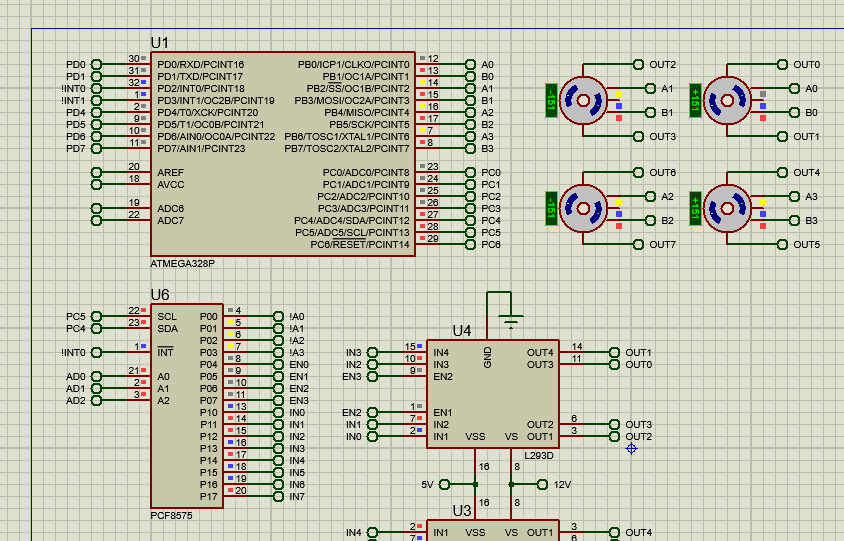 U1
PD0 30 PD0/RXD/PCINT16 PB0/ICP1/CLKO/PCINT0 12 A0
PD1 31 PD1/TXD/PCINT17 PB1/OC1A/PCINT1 13 B0
!INT0 32 PD2/INT0/PCINT18 PB2/SS/OC1B/PCINT2 14 A1
!INT1 1 PD3/INT1/OC2B/PCINT19 PB3/MOSI/OC2A/PCINT3 15 B1
PD4 2 PD4/T0/XCK/PCINT20 PB4/MISO/PCINT4 16 A2
PD5 9 PD5/T1/OC0B/PCINT21 PB5/SCK/PCINT5 17 B2
PD6 10 PD6/AIN0/OC0A/PCINT22 PB6/TOSC1/XTAL1/PCINT6 7 A3
PD7 11 PD7/AIN1/PCINT23 PB7/TOSC2/XTAL2/PCINT7 8 B3
20 AREF PC0/ADC0/PCINT8 23 PC0
18 AVCC PC1/ADC1/PCINT9 24 PC1
PC2/ADC2/PCINT10 25 PC2
19 ADC6 PC3/ADC3/PCINT11 26 PC3
22 ADC7 PC4/ADC4/SDA/PCINT12 27 PC4
PC5/ADC5/SCL/PCINT13 28 PC5
PC6/RESET/PCINT14 29 PC6
ATMEGA328P
OUT2 OUT0
-151 A1 +151 A0
B1 B0
OUT3 OUT1
OUT6 OUT4
-151 A2 +151 A3
B2 B3
OUT7 OUT5
U6
PC5 22 SCL P00 4 !A0
PC4 23 SDA P01 5 !A1
P02 6 !A2
!INT0 1 INT P03 7 !A3
P04 8 EN0
AD0 21 A0 P05 9 EN1
AD1 2 A1 P06 10 EN2
AD2 3 A2 P07 11 EN3
P10 13 IN0
P11 14 IN1
P12 15 IN2
P13 16 IN3
P14 17 IN4
P15 18 IN5
P16 19 IN6
P17 20 IN7
PCF8575
U4
GND
IN3 15 IN4 OUT4 14 OUT1
IN2 10 IN3 OUT3 11 OUT0
EN3 9 EN2
EN2 1 EN1
IN1 7 IN2 OUT2 6 OUT3
IN0 2 IN1 VSS VS OUT1 3 OUT2
L293D
16 8
5V 12V
16 8
U3
IN4 2 IN1 VSS VS OUT1 3 OUT4
7 6